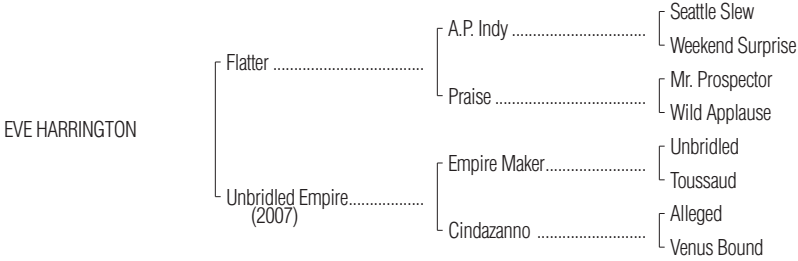 Seattle Slew
A.P. Indy ..............................
Weekend Surprise
Flatter ..................................
Mr. Prospector
Praise ..................................
Wild Applause
EVE HARRINGTON
Unbridled
Empire Maker.......................
Toussaud
Unbridled Empire.................
(2007)
Alleged
Cindazanno .........................
Venus Bound